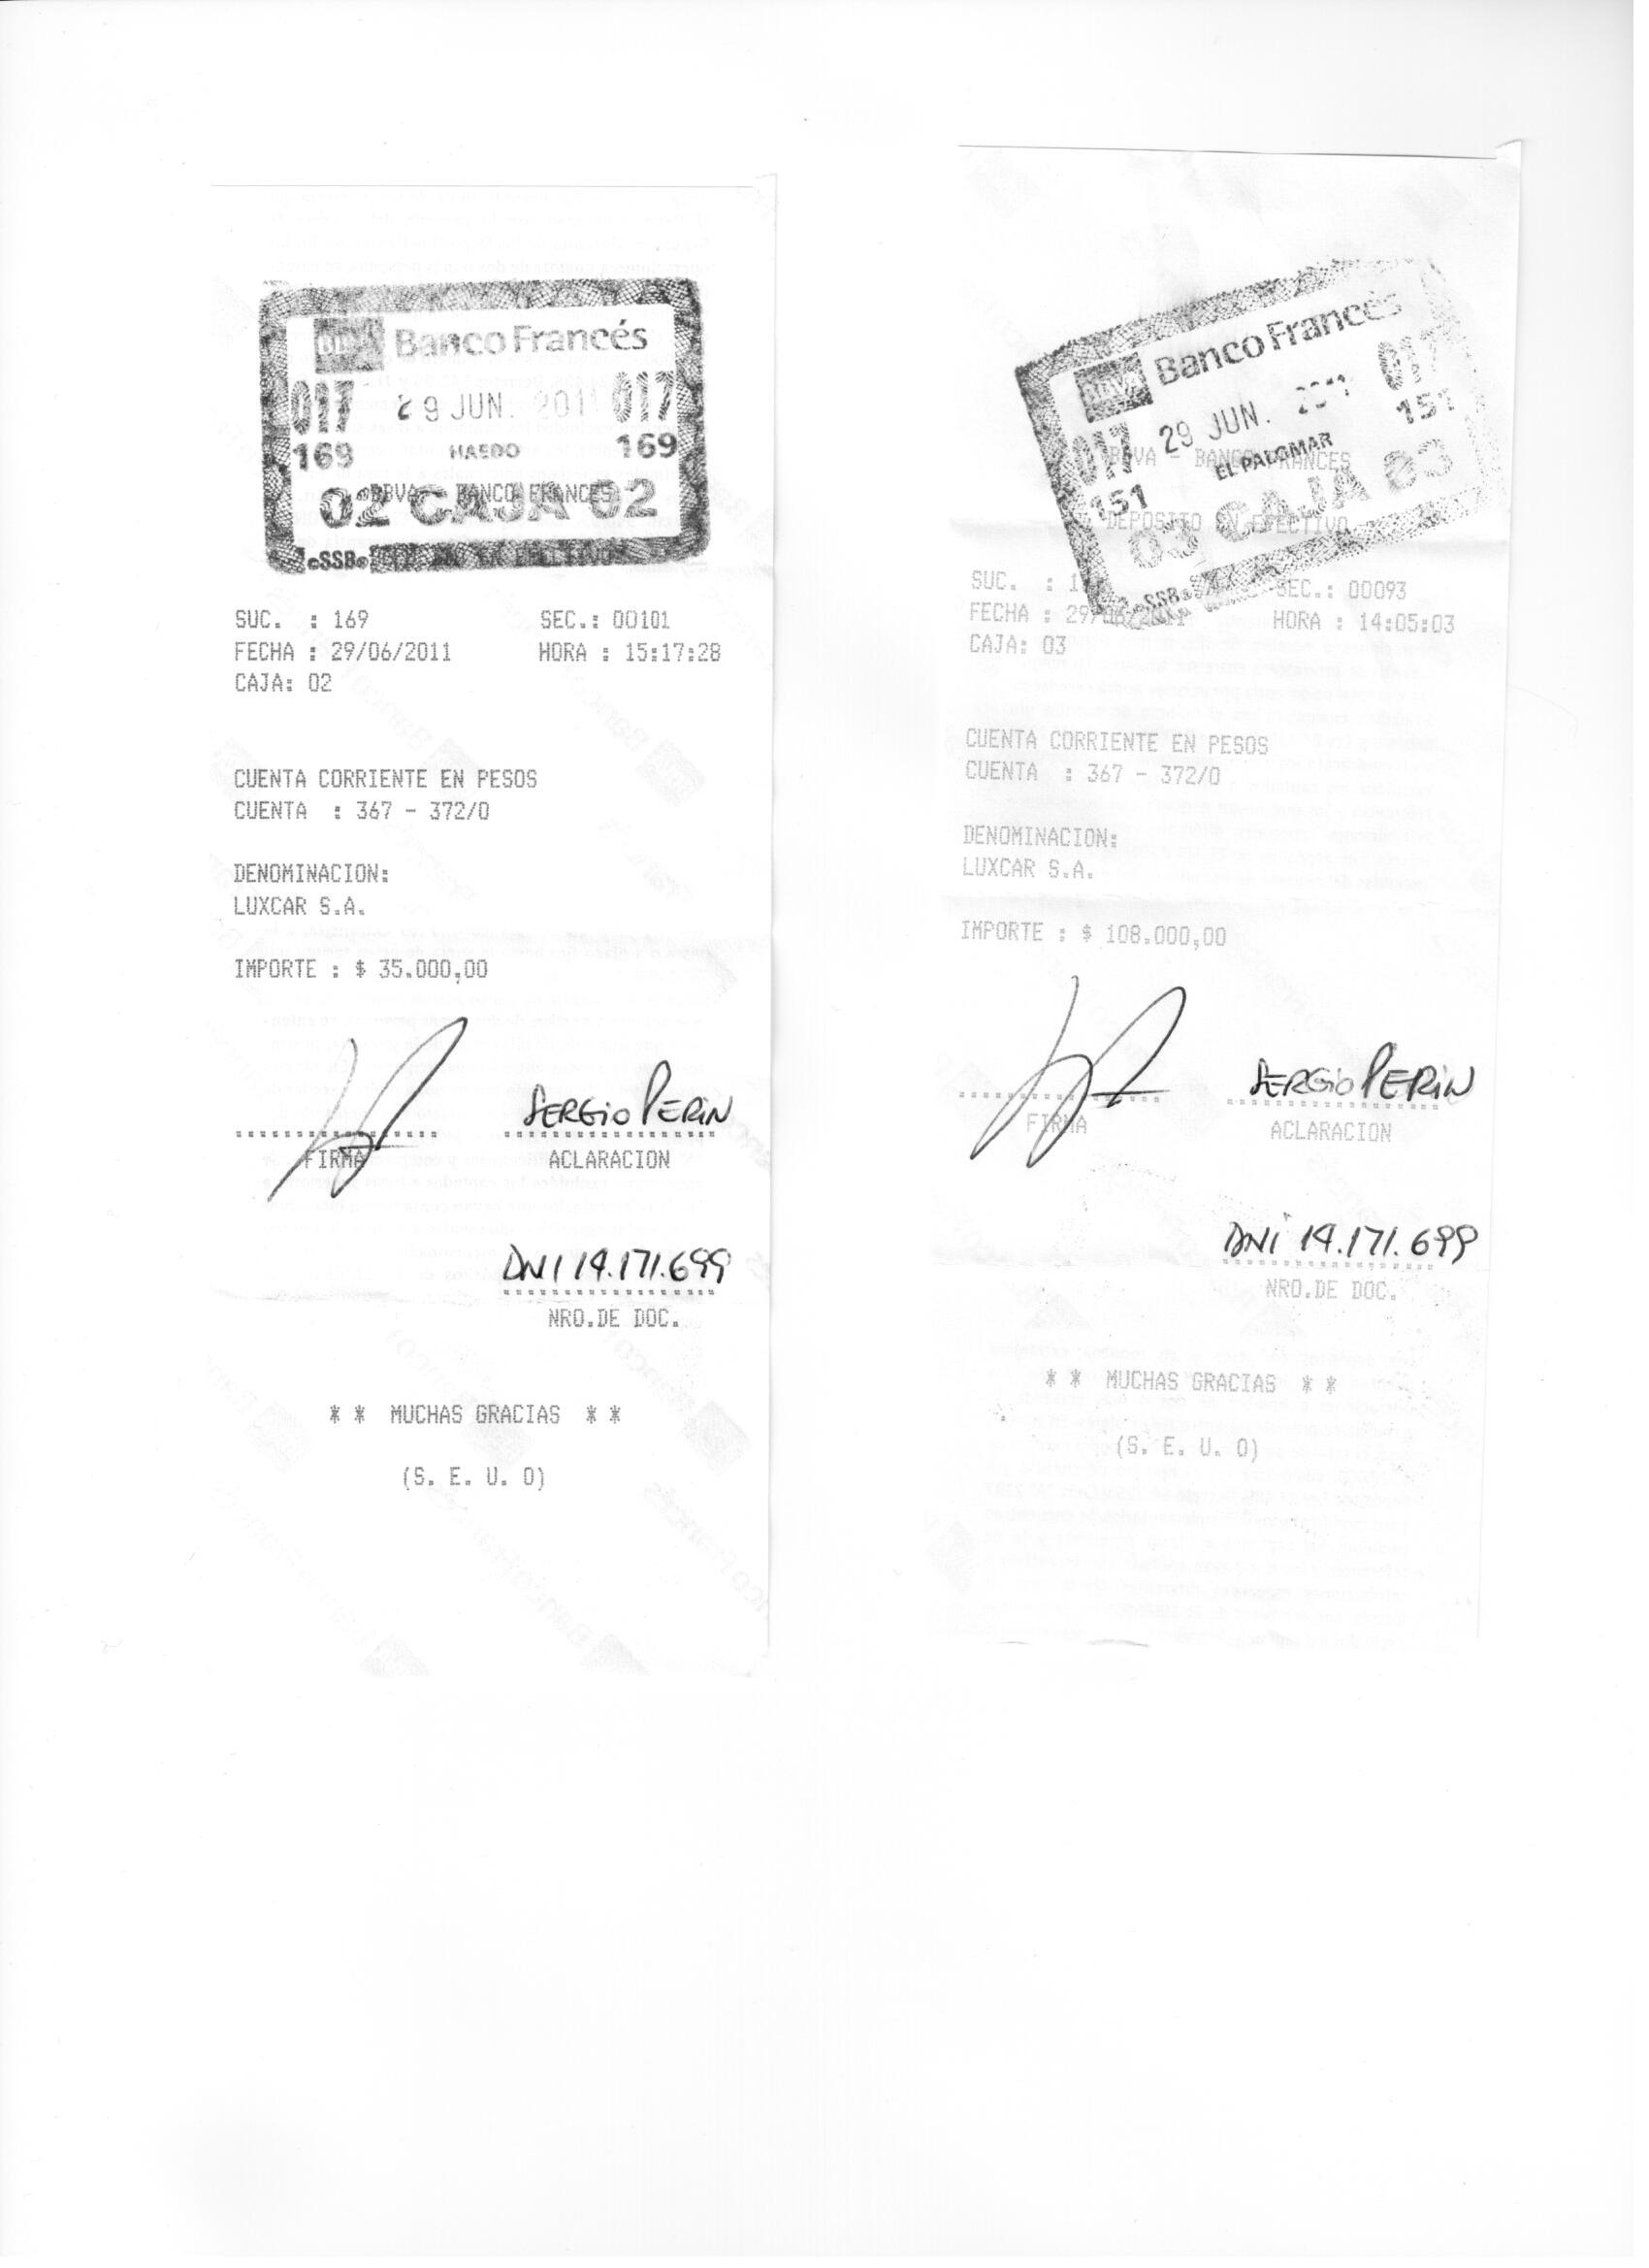 BBVA Banco Francés
017 29 JUN. 2011 017
169 HAEDO 169
BBVA - BANCO FRANCES
02 CAJA 02
SUC. : 169 SEC.: 00101
FECHA : 29/06/2011 HORA : 15:17:28
CAJA: 02
CUENTA CORRIENTE EN PESOS
CUENTA : 367 - 372/0
DENOMINACION:
LUXCAR S.A.
IMPORTE : $ 35.000,00
SERGIO PERIN
FIRMA ACLARACION
DNI 14.171.699
NRO.DE DOC.
* * MUCHAS GRACIAS * *
(S. E. U. O)
BBVA Banco Francés
017 29 JUN. 2011 017
151 EL PALOMAR 151
03 CAJA 03
BBVA - BANCO FRANCES
DEPOSITO EN EFECTIVO
SUC. : 1 SEC.: 00093
FECHA : 29/06/2011 HORA : 14:05:03
CAJA: 03
CUENTA CORRIENTE EN PESOS
CUENTA : 367 - 372/0
DENOMINACION:
LUXCAR S.A.
IMPORTE : $ 108.000,00
SERGIO PERIN
FIRMA ACLARACION
DNI 14.171.699
NRO.DE DOC.
* * MUCHAS GRACIAS * *
(S. E. U. O)